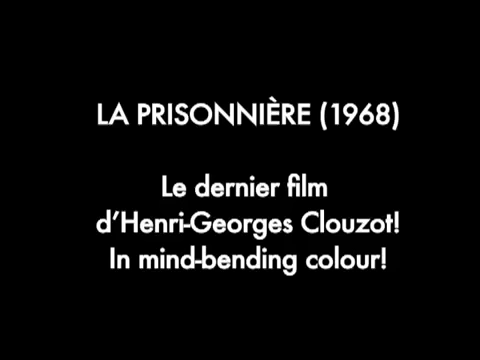 LA PRISONNIÈRE (1968)
Le dernier film
d’Henri-Georges Clouzot!
In mind-bending colour!